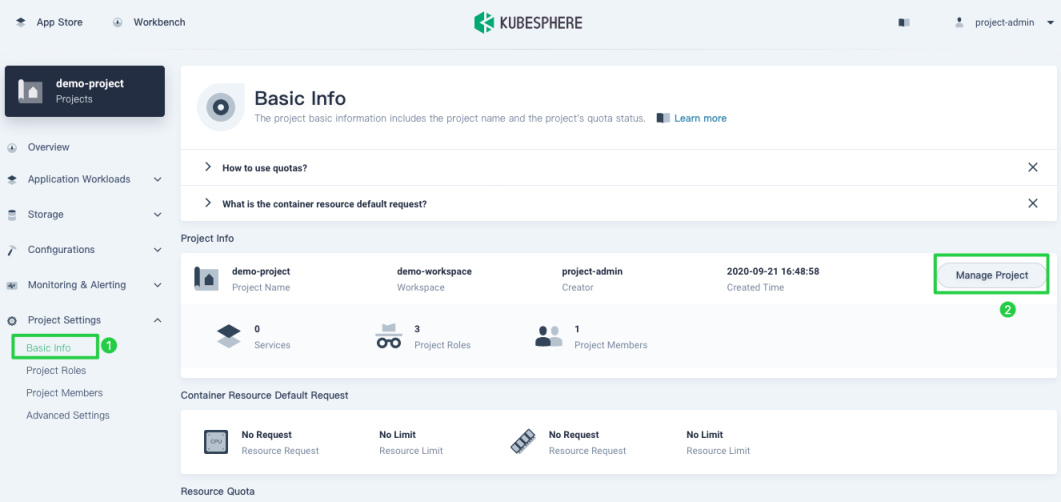 App Store
Workbench
KUBESPHERE
project-admin
demo-project
Projects
Overview
Application Workloads
Storage
Configurations
Monitoring & Alerting
Project Settings
Basic Info
1
Project Roles
Project Members
Advanced Settings
Basic Info
The project basic information includes the project name and the project's quota status. Learn more
How to use quotas?
What is the container resource default request?
Project Info
demo-project
Project Name
demo-workspace
Workspace
project-admin
Creator
2020-09-21 16:48:58
Created Time
Manage Project
2
0
Services
3
Project Roles
1
Project Members
Container Resource Default Request
CPU
No Request
Resource Request
No Limit
Resource Limit
No Request
Resource Request
No Limit
Resource Limit
Resource Quota